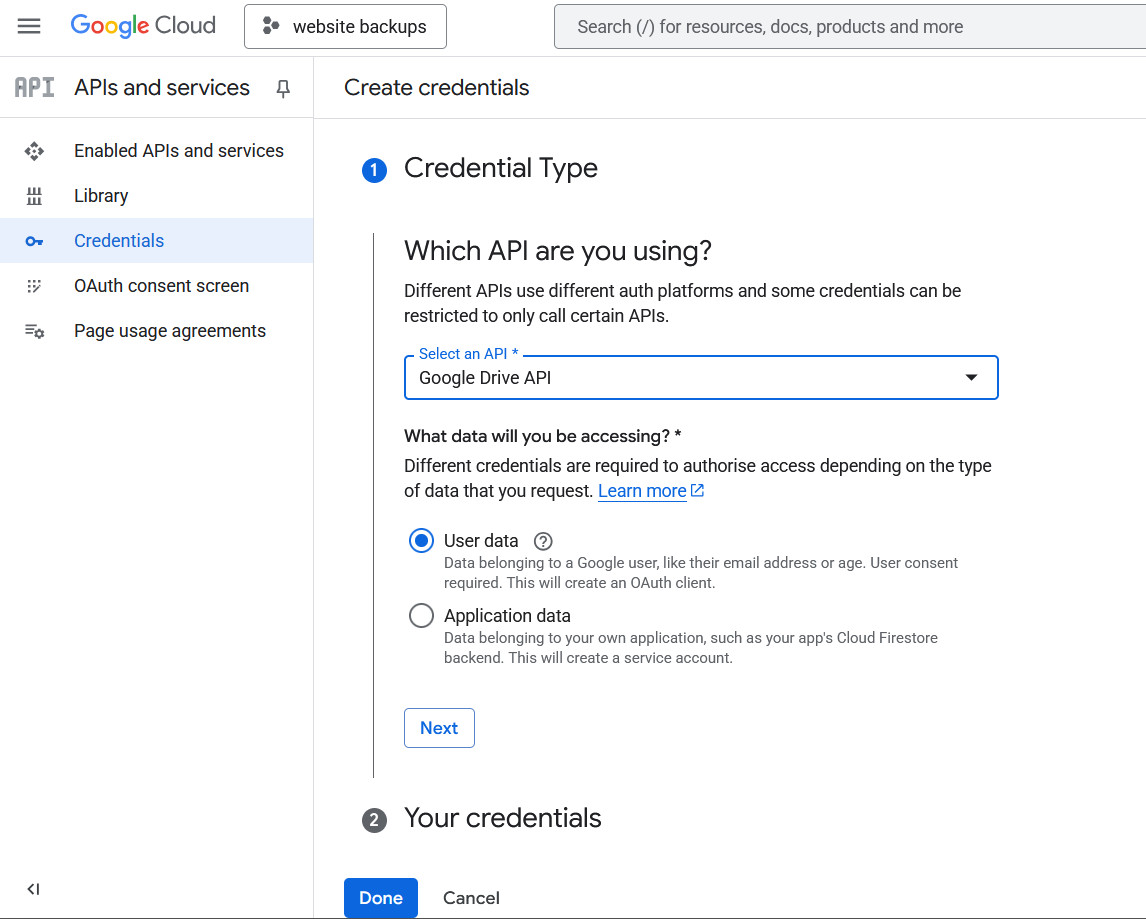 Google Cloud
website backups
Search (/) for resources, docs, products and more
API
APIs and services
Create credentials
Enabled APIs and services
Library
Credentials
OAuth consent screen
Page usage agreements
1
Credential Type
Which API are you using?
Different APIs use different auth platforms and some credentials can be
restricted to only call certain APIs.
Select an API *
Google Drive API
What data will you be accessing? *
Different credentials are required to authorise access depending on the type
of data that you request. Learn more
User data
Data belonging to a Google user, like their email address or age. User consent
required. This will create an OAuth client.
Application data
Data belonging to your own application, such as your app's Cloud Firestore
backend. This will create a service account.
Next
2
Your credentials
Done
Cancel